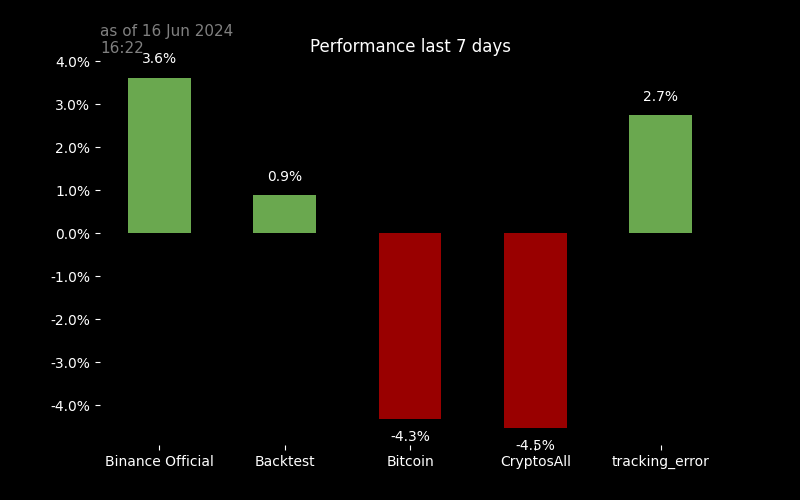 as of 16 Jun 2024
16:22
Performance last 7 days
4.0%
3.0%
2.0%
1.0%
0.0%
-1.0%
-2.0%
-3.0%
-4.0%
3.6%
0.9%
-4.3%
-4.5%
2.7%
Binance Official
Backtest
Bitcoin
CryptosAll
tracking_error